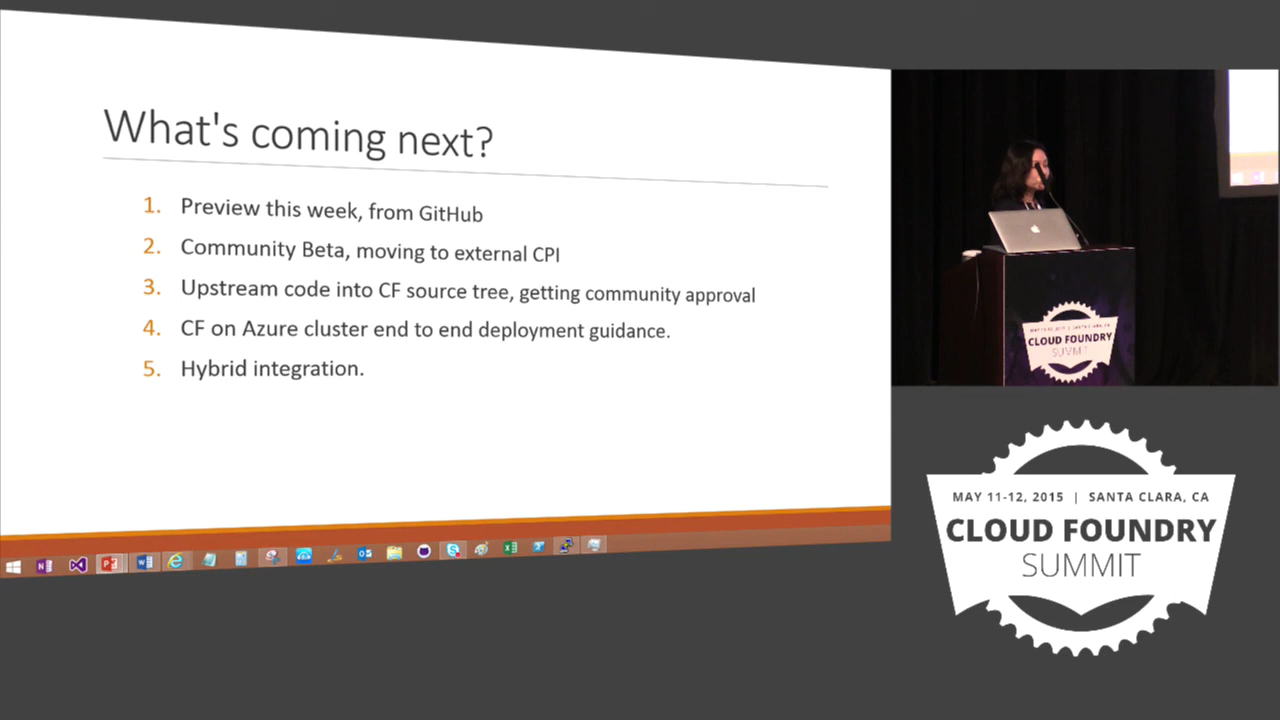 What's coming next?
1. Preview this week, from GitHub
2. Community Beta, moving to external CPI
3. Upstream code into CF source tree, getting community approval
4. CF on Azure cluster end to end deployment guidance.
5. Hybrid integration.
CLOUD FOUNDRY
SUMMIT
MAY 11-12, 2015 | SANTA CLARA, CA
CLOUD FOUNDRY
SUMMIT